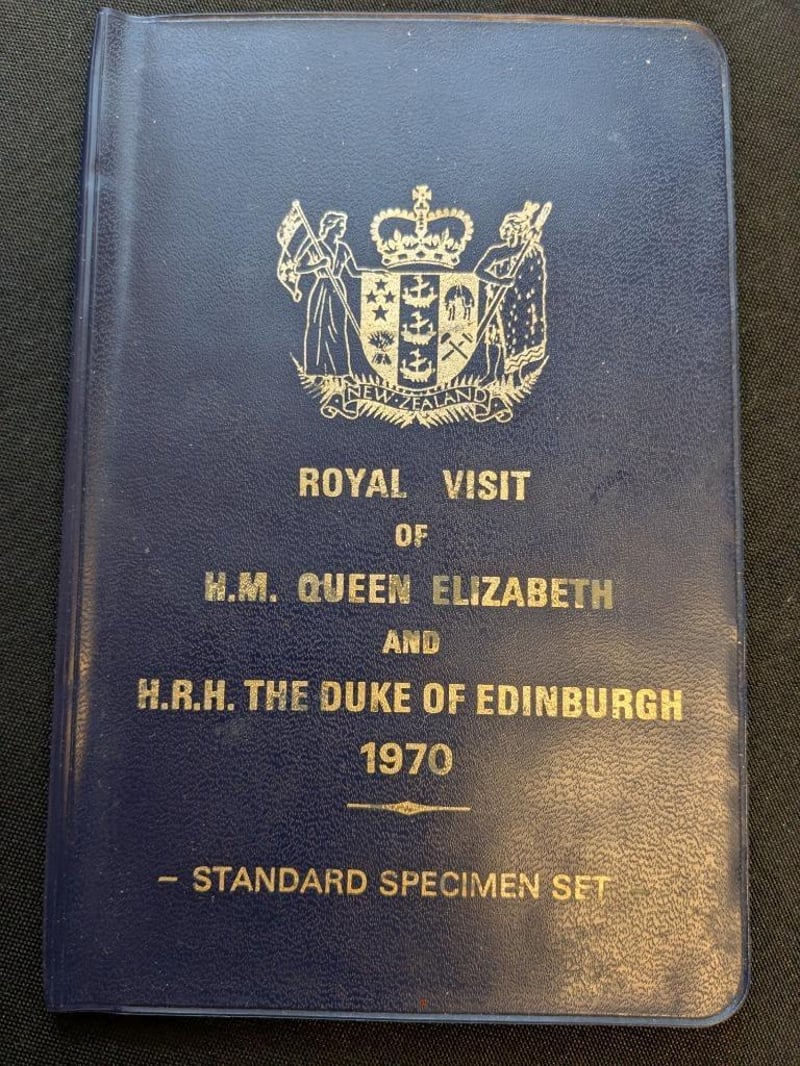 NEW·ZEALAND
ROYAL VISIT
OF
H.M. QUEEN ELIZABETH
AND
H.R.H. THE DUKE OF EDINBURGH
1970
– STANDARD SPECIMEN SET